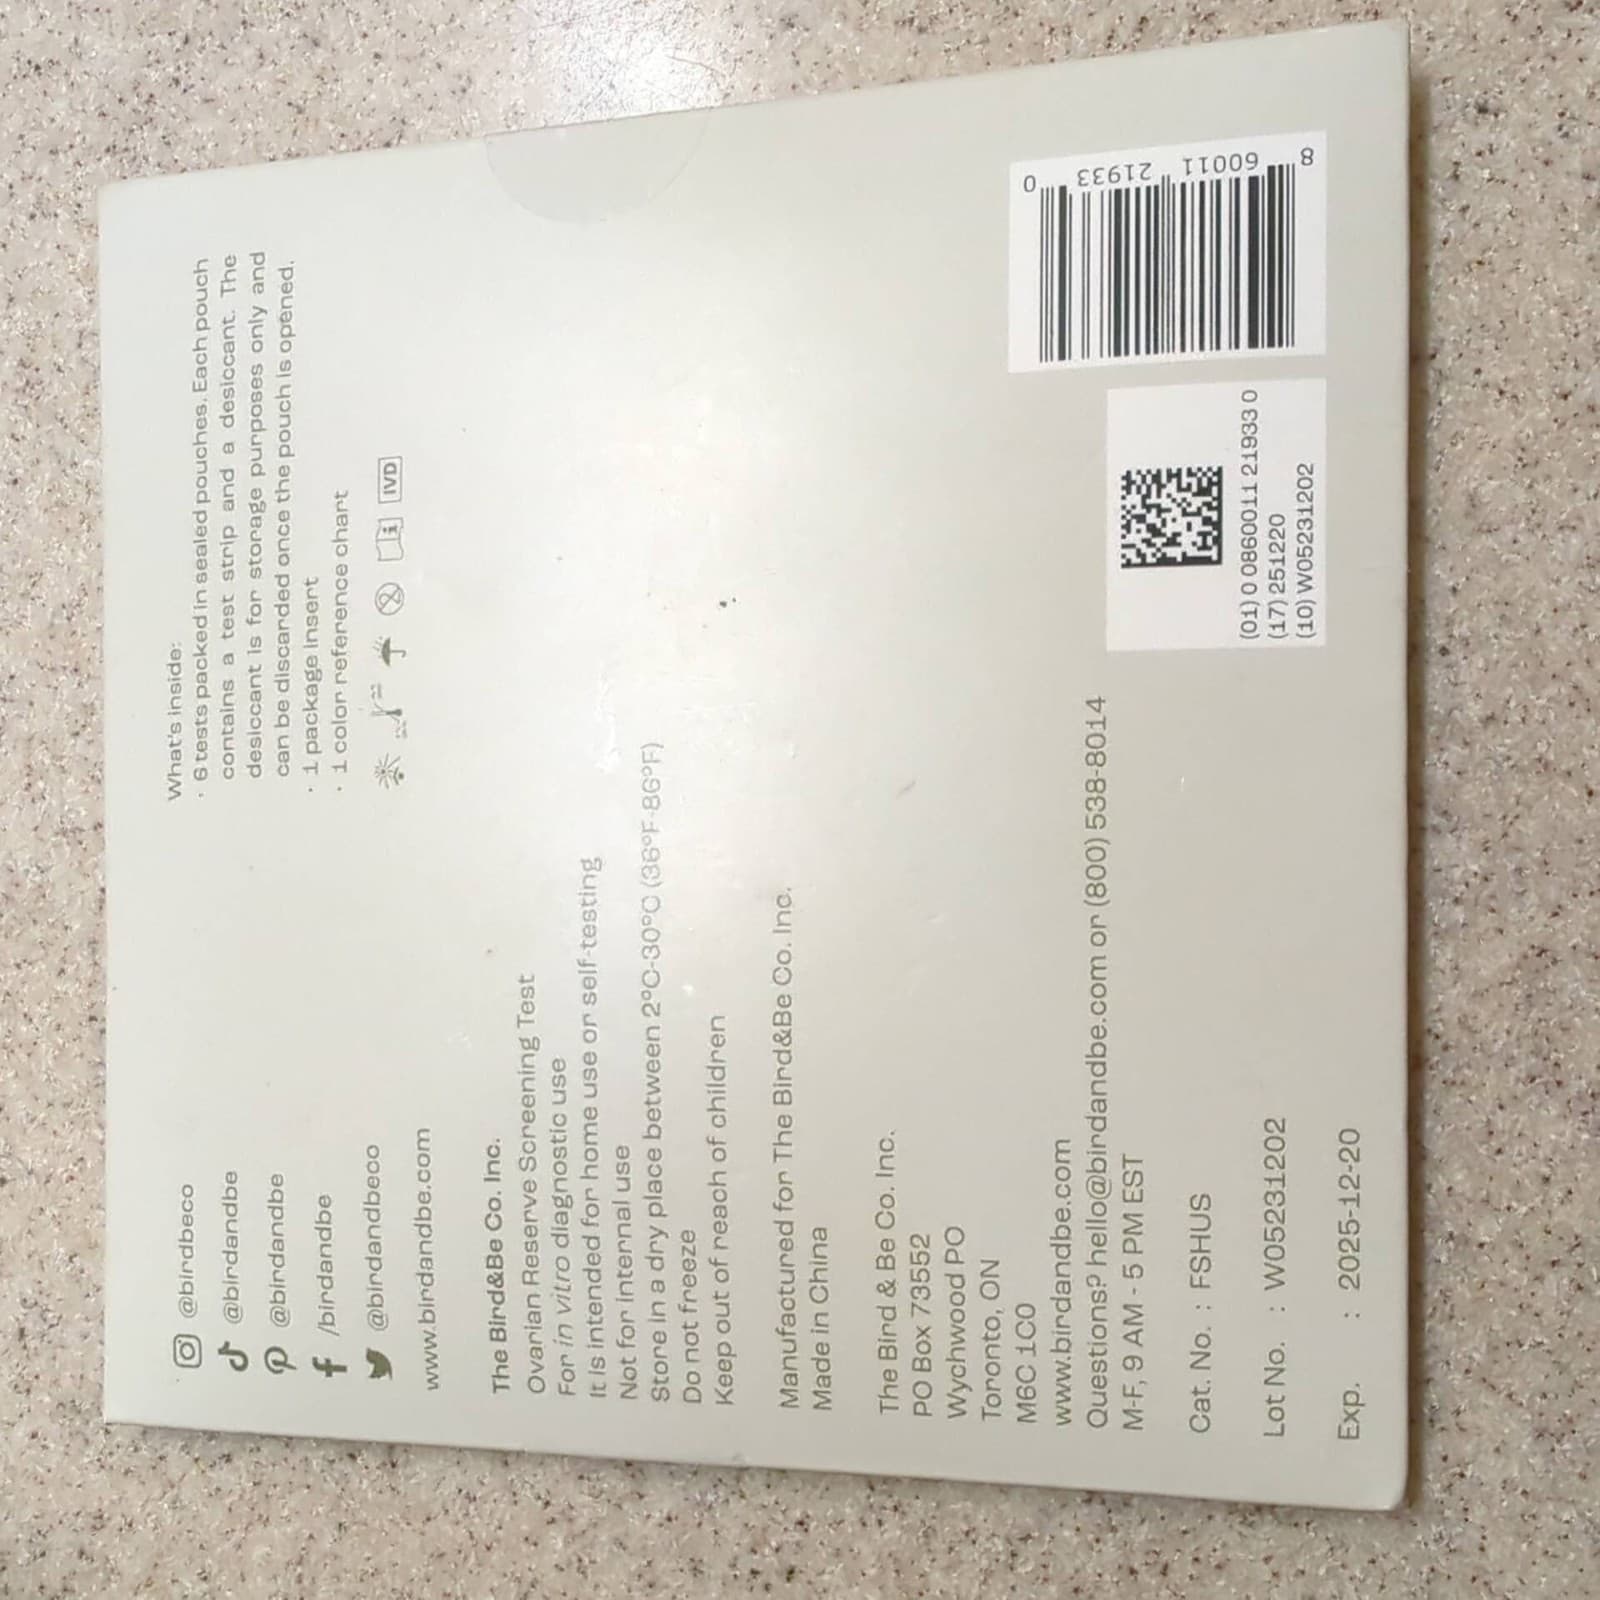 @birdbeco
@birdandbe
@birdandbe
/birdandbe
@birdandbeco
www.birdandbe.com
What's inside:
· 6 tests packed in sealed pouches. Each pouch
contains a test strip and a desiccant. The
desiccant is for storage purposes only and
can be discarded once the pouch is opened.
· 1 package insert
· 1 color reference chart
IVD
The Bird&Be Co. Inc.
Ovarian Reserve Screening Test
For in vitro diagnostic use
It is intended for home use or self-testing
Not for internal use
Store in a dry place between 2°C-30°C (36°F-86°F)
Do not freeze
Keep out of reach of children
Manufactured for The Bird&Be Co. Inc.
Made in China
The Bird & Be Co. Inc.
PO Box 73552
Wychwood PO
Toronto, ON
M6C 1C0
www.birdandbe.com
Questions? hello@birdandbe.com or (800) 538-8014
M-F, 9 AM - 5 PM EST
Cat. No. : FSHUS
Lot No. : W05231202
Exp. : 2025-12-20
(01) 0 0860011 21933 0
(17) 251220
(10) W05231202
8 60011 21933 0